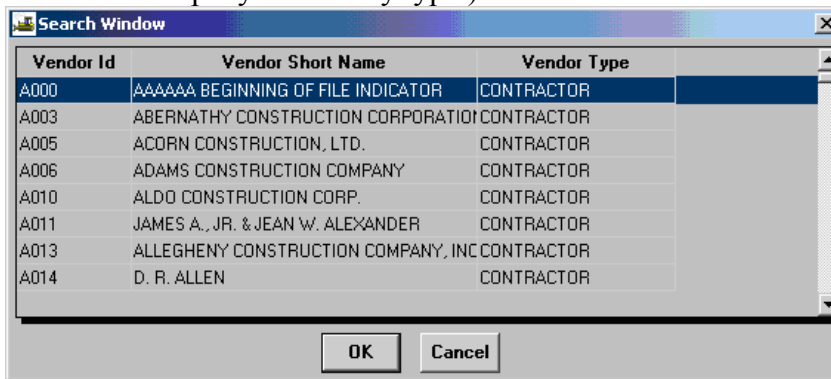 Search Window
Vendor Id Vendor Short Name Vendor Type
A000 AAAAAA BEGINNING OF FILE INDICATOR CONTRACTOR
A003 ABERNATHY CONSTRUCTION CORPORATION CONTRACTOR
A005 ACORN CONSTRUCTION, LTD. CONTRACTOR
A006 ADAMS CONSTRUCTION COMPANY CONTRACTOR
A010 ALDO CONSTRUCTION CORP. CONTRACTOR
A011 JAMES A., JR. & JEAN W. ALEXANDER CONTRACTOR
A013 ALLEGHENY CONSTRUCTION COMPANY, INC CONTRACTOR
A014 D. R. ALLEN CONTRACTOR
OK Cancel